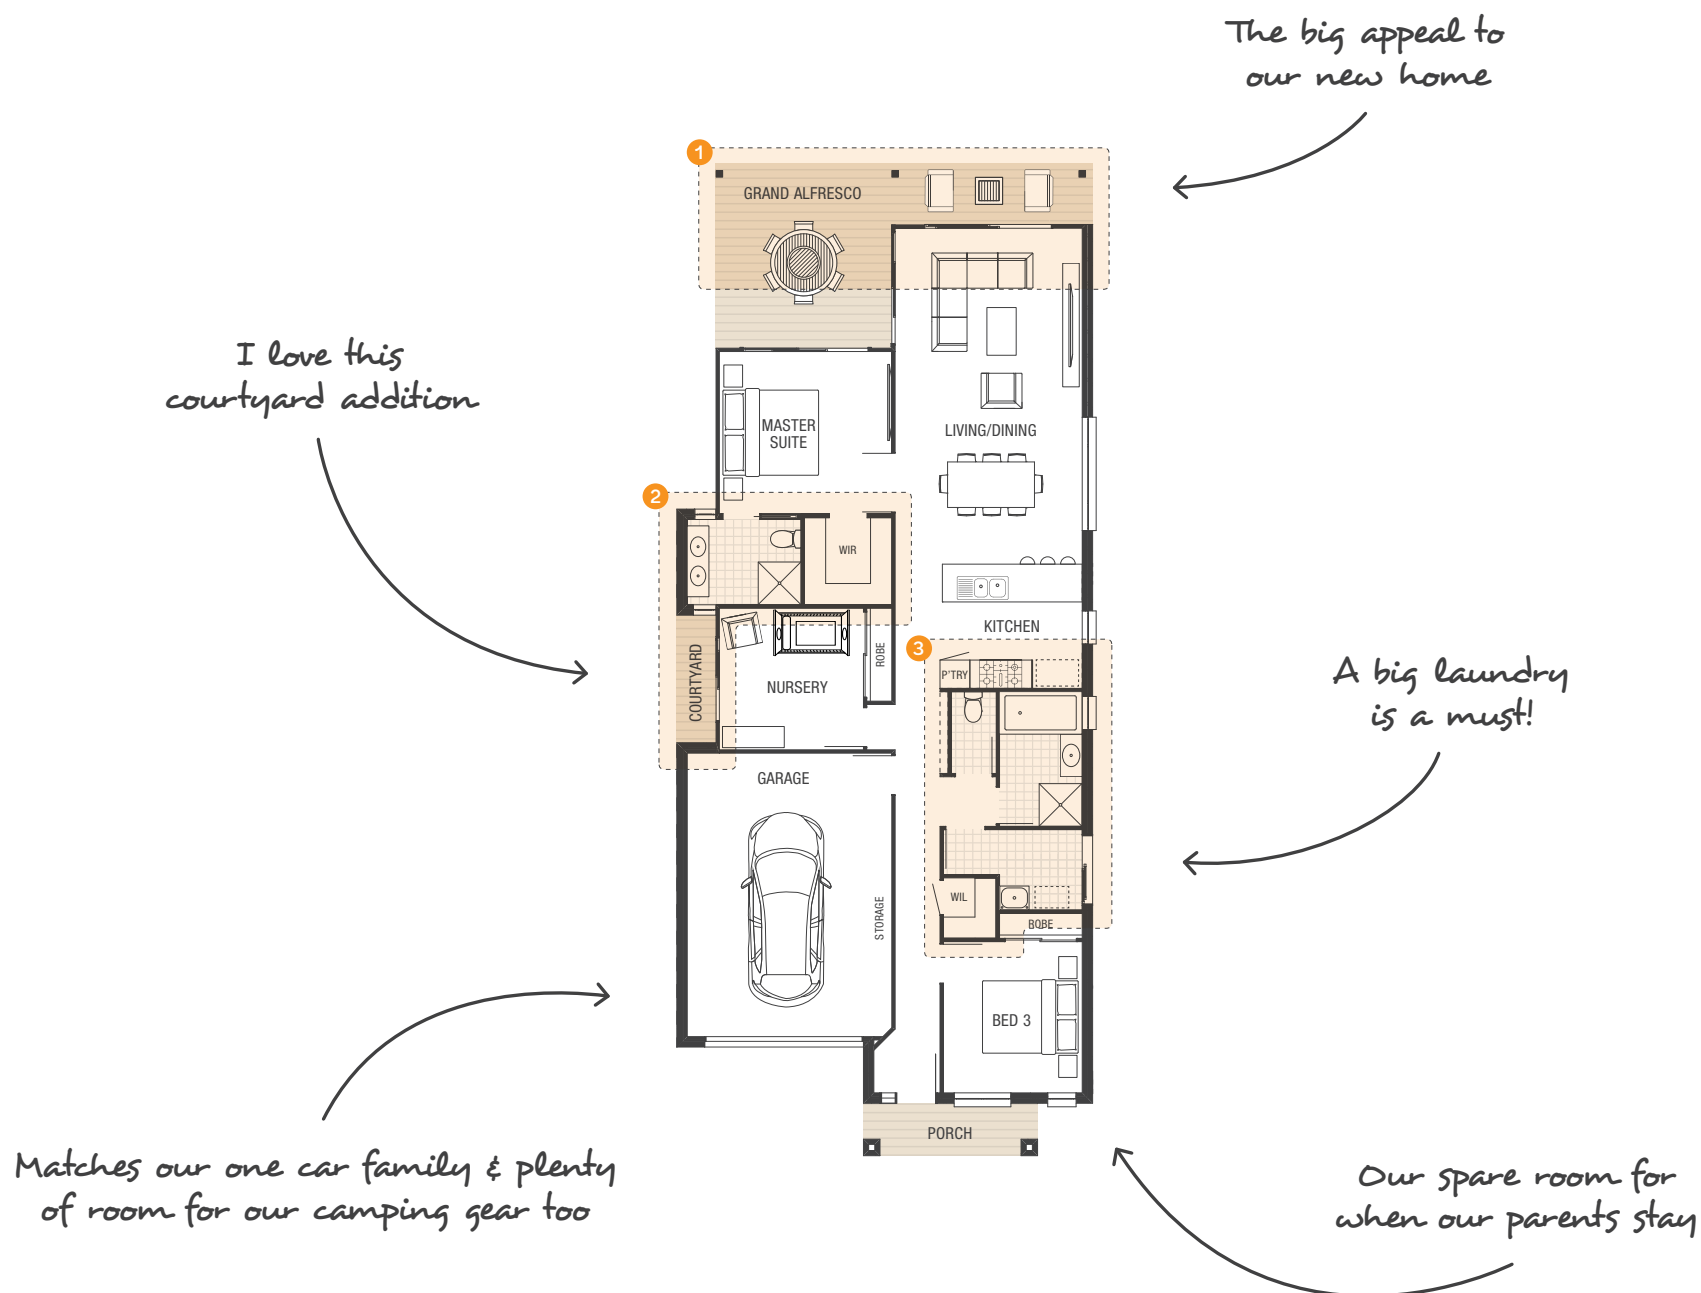 The big appeal to
our new home
1
GRAND ALFRESCO
I love this
courtyard addition
MASTER
SUITE
LIVING/DINING
2
WIR
KITCHEN
3
ROBE
P'TRY
COURTYARD
NURSERY
A big laundry
is a must!
GARAGE
WIL
STORAGE
ROBE
BED 3
PORCH
Matches our one car family & plenty
of room for our camping gear too
Our spare room for
when our parents stay